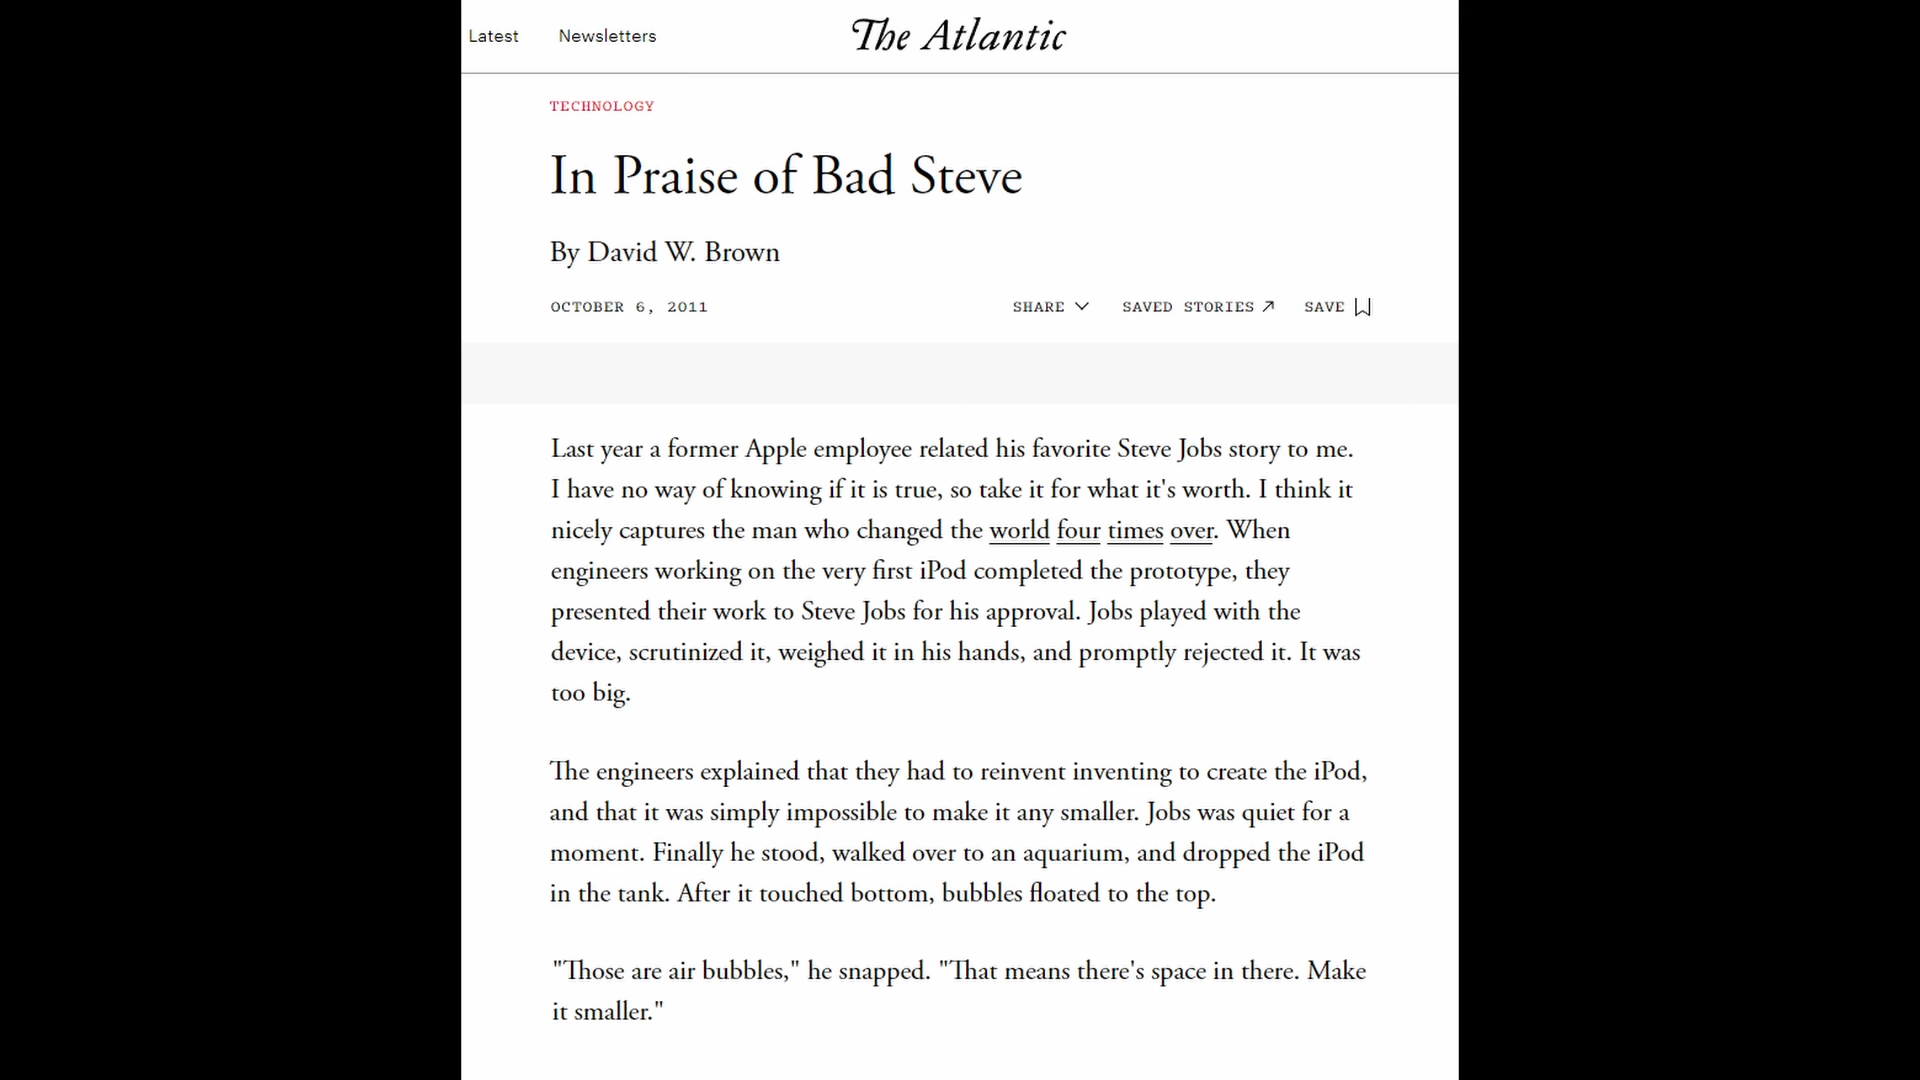 Latest Newsletters The Atlantic
TECHNOLOGY
In Praise of Bad Steve
By David W. Brown
OCTOBER 6, 2011 SHARE SAVED STORIES SAVE
Last year a former Apple employee related his favorite Steve Jobs story to me.
I have no way of knowing if it is true, so take it for what it's worth. I think it
nicely captures the man who changed the world four times over. When
engineers working on the very first iPod completed the prototype, they
presented their work to Steve Jobs for his approval. Jobs played with the
device, scrutinized it, weighed it in his hands, and promptly rejected it. It was
too big.
The engineers explained that they had to reinvent inventing to create the iPod,
and that it was simply impossible to make it any smaller. Jobs was quiet for a
moment. Finally he stood, walked over to an aquarium, and dropped the iPod
in the tank. After it touched bottom, bubbles floated to the top.
"Those are air bubbles," he snapped. "That means there's space in there. Make
it smaller."